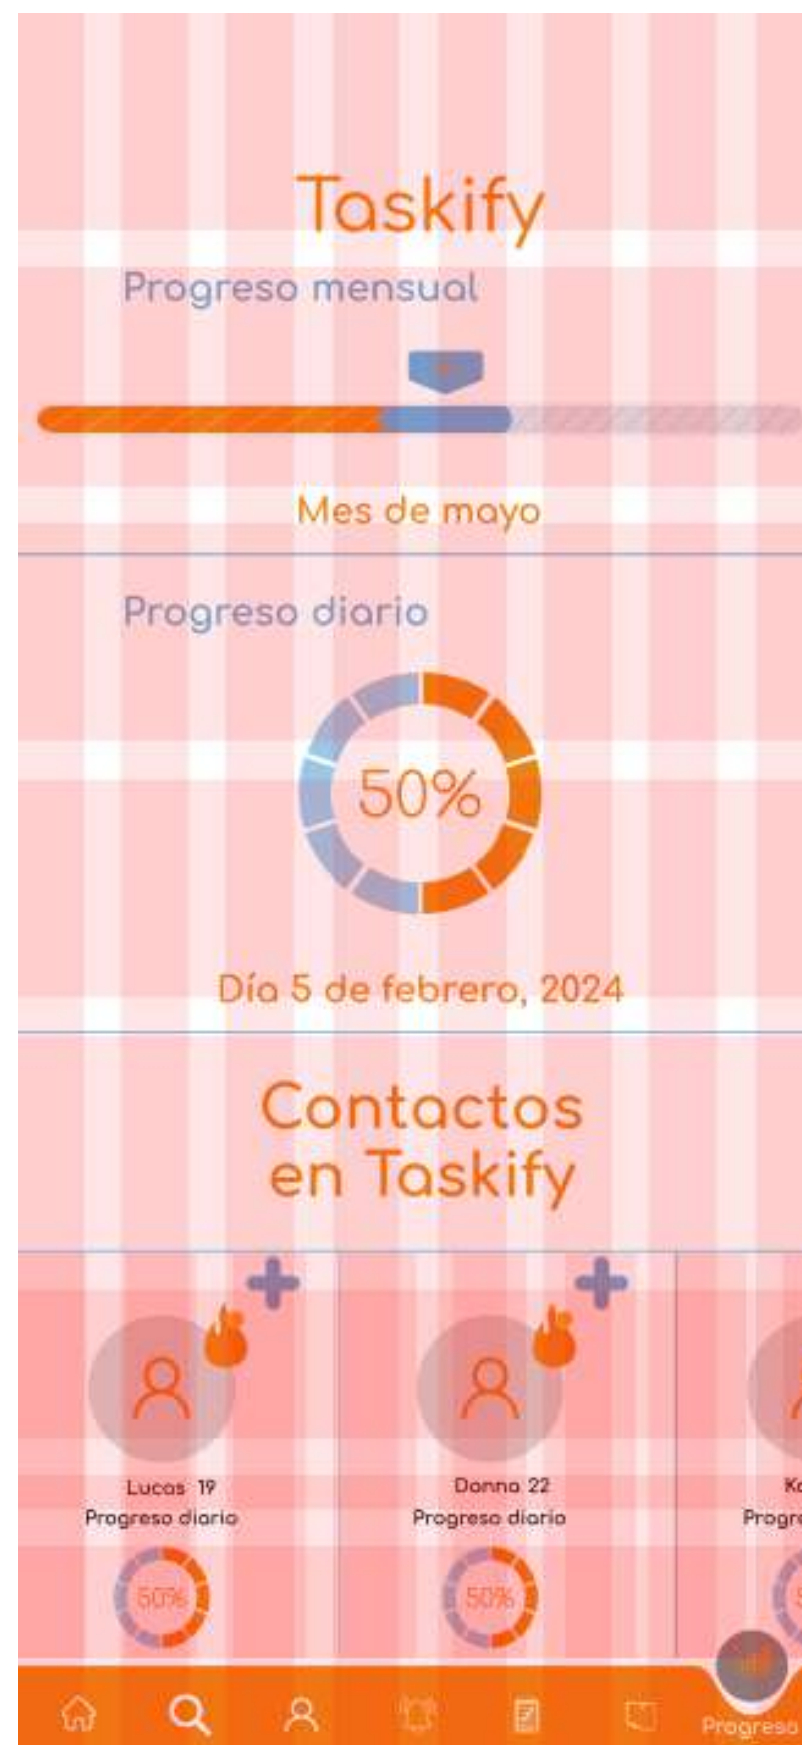 Taskify
Progreso mensual
Mes de mayo
Progreso diario
50%
Día 5 de febrero, 2024
Contactos
en Taskify
Lucas 19
Progreso diario
50%
Donna 22
Progreso diario
50%
Progreso